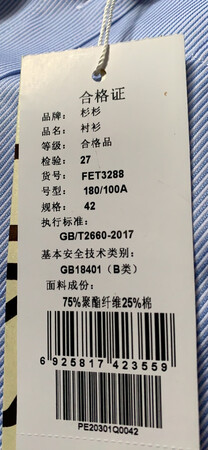 合格证
品牌: 杉杉
品名: 衬衫
等级: 合格品
检验: 27
货号: FET3288
号型: 180/100A
规格: 42
执行标准:
GB/T2660-2017
基本安全技术类别:
GB18401 (B类)
面料成份:
75%聚酯纤维25%棉
6 925817 423559
PE20301Q0042